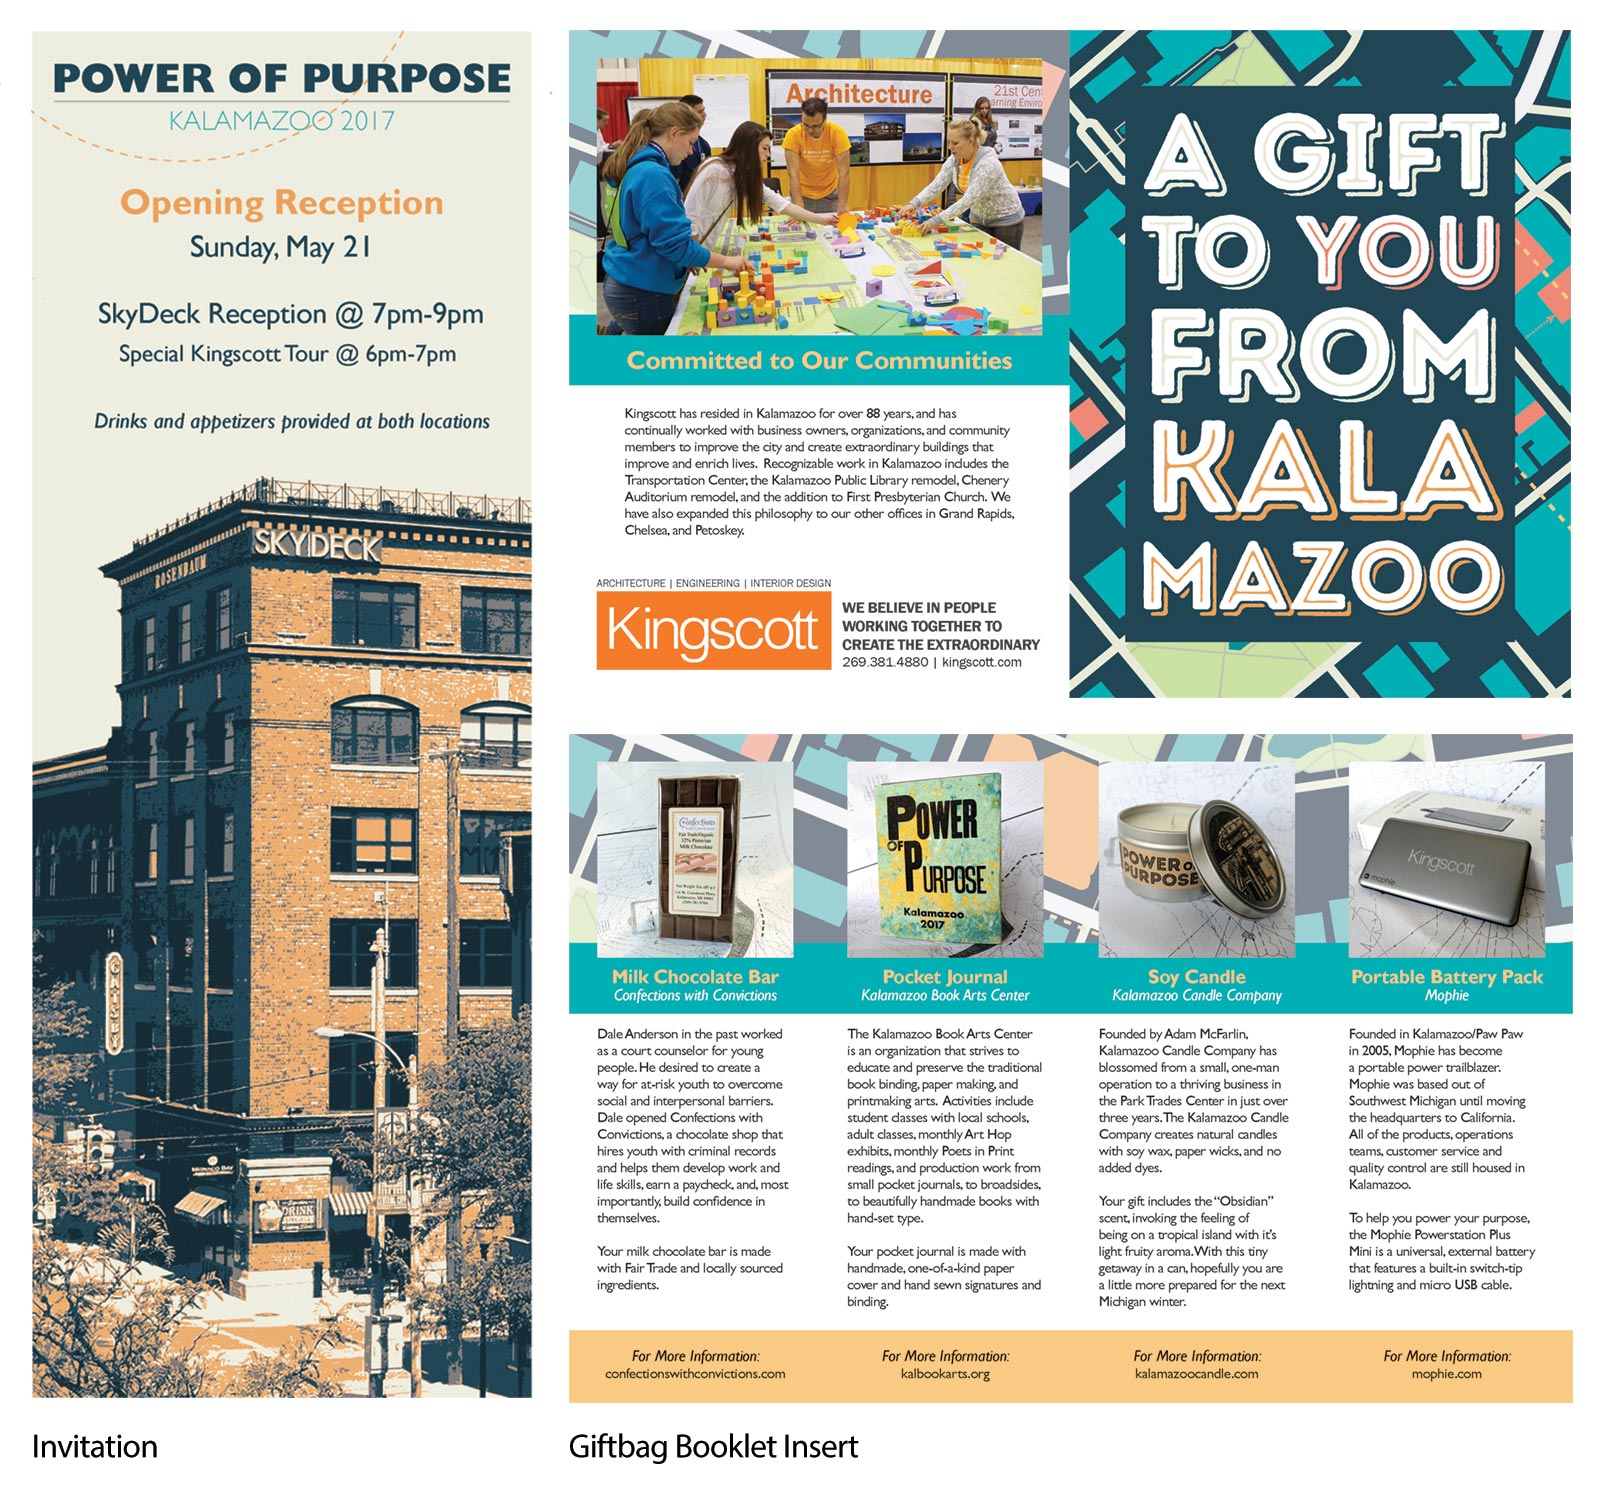 POWER OF PURPOSE
KALAMAZOO 2017
Opening Reception
Sunday, May 21
SkyDeck Reception @ 7pm-9pm
Special Kingscott Tour @ 6pm-7pm
Drinks and appetizers provided at both locations
SKYDECK
ROSENBAUM
GATSBY
MONACO BAY
DRINK
Invitation
Architecture
21st Cent
arning Enviro
Committed to Our Communities
Kingscott has resided in Kalamazoo for over 88 years, and has
continually worked with business owners, organizations, and community
members to improve the city and create extraordinary buildings that
improve and enrich lives. Recognizable work in Kalamazoo includes the
Transportation Center, the Kalamazoo Public Library remodel, Chenery
Auditorium remodel, and the addition to First Presbyterian Church. We
have also expanded this philosophy to our other offices in Grand Rapids,
Chelsea, and Petoskey.
ARCHITECTURE | ENGINEERING | INTERIOR DESIGN
Kingscott
WE BELIEVE IN PEOPLE
WORKING TOGETHER TO
CREATE THE EXTRAORDINARY
269.381.4880 | kingscott.com
A GIFT
TO YOU
FROM
KALA
MAZOO
Confections
Fair Trade/Organic
32% Peruvian
Milk Chocolate
Milk Chocolate Bar
Confections with Convictions
Dale Anderson in the past worked
as a court counselor for young
people. He desired to create a
way for at-risk youth to overcome
social and interpersonal barriers.
Dale opened Confections with
Convictions, a chocolate shop that
hires youth with criminal records
and helps them develop work and
life skills, earn a paycheck, and, most
importantly, build confidence in
themselves.
Your milk chocolate bar is made
with Fair Trade and locally sourced
ingredients.
For More Information:
confectionswithconvictions.com
POWER
OF
PURPOSE
Kalamazoo
2017
Pocket Journal
Kalamazoo Book Arts Center
The Kalamazoo Book Arts Center
is an organization that strives to
educate and preserve the traditional
book binding, paper making, and
printmaking arts. Activities include
student classes with local schools,
adult classes, monthly Art Hop
exhibits, monthly Poets in Print
readings, and production work from
small pocket journals, to broadsides,
to beautifully handmade books with
hand-set type.
Your pocket journal is made with
handmade, one-of-a-kind paper
cover and hand sewn signatures and
binding.
For More Information:
kalbookarts.org
POWER OF
PURPOSE
Soy Candle
Kalamazoo Candle Company
Founded by Adam McFarlin,
Kalamazoo Candle Company has
blossomed from a small, one-man
operation to a thriving business in
the Park Trades Center in just over
three years. The Kalamazoo Candle
Company creates natural candles
with soy wax, paper wicks, and no
added dyes.
Your gift includes the "Obsidian"
scent, invoking the feeling of
being on a tropical island with it's
light fruity aroma. With this tiny
getaway in a can, hopefully you are
a little more prepared for the next
Michigan winter.
For More Information:
kalamazoocandle.com
Kingscott
mophie
Portable Battery Pack
Mophie
Founded in Kalamazoo/Paw Paw
in 2005, Mophie has become
a portable power trailblazer.
Mophie was based out of
Southwest Michigan until moving
the headquarters to California.
All of the products, operations
teams, customer service and
quality control are still housed in
Kalamazoo.
To help you power your purpose,
the Mophie Powerstation Plus
Mini is a universal, external battery
that features a built-in switch-tip
lightning and micro USB cable.
For More Information:
mophie.com
Giftbag Booklet Insert